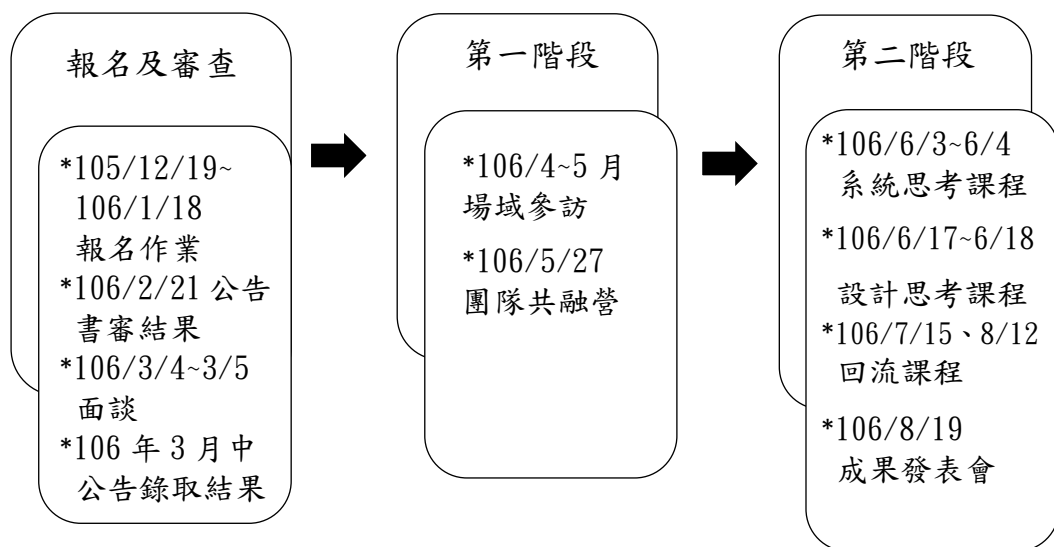 報名及審查
*105/12/19~
106/1/18
報名作業
*106/2/21 公告
書審結果
*106/3/4~3/5
面談
*106 年 3 月中
公告錄取結果
第一階段
*106/4~5 月
場域參訪
*106/5/27
團隊共融營
第二階段
*106/6/3~6/4
系統思考課程
*106/6/17~6/18
設計思考課程
*106/7/15、8/12
回流課程
*106/8/19
成果發表會